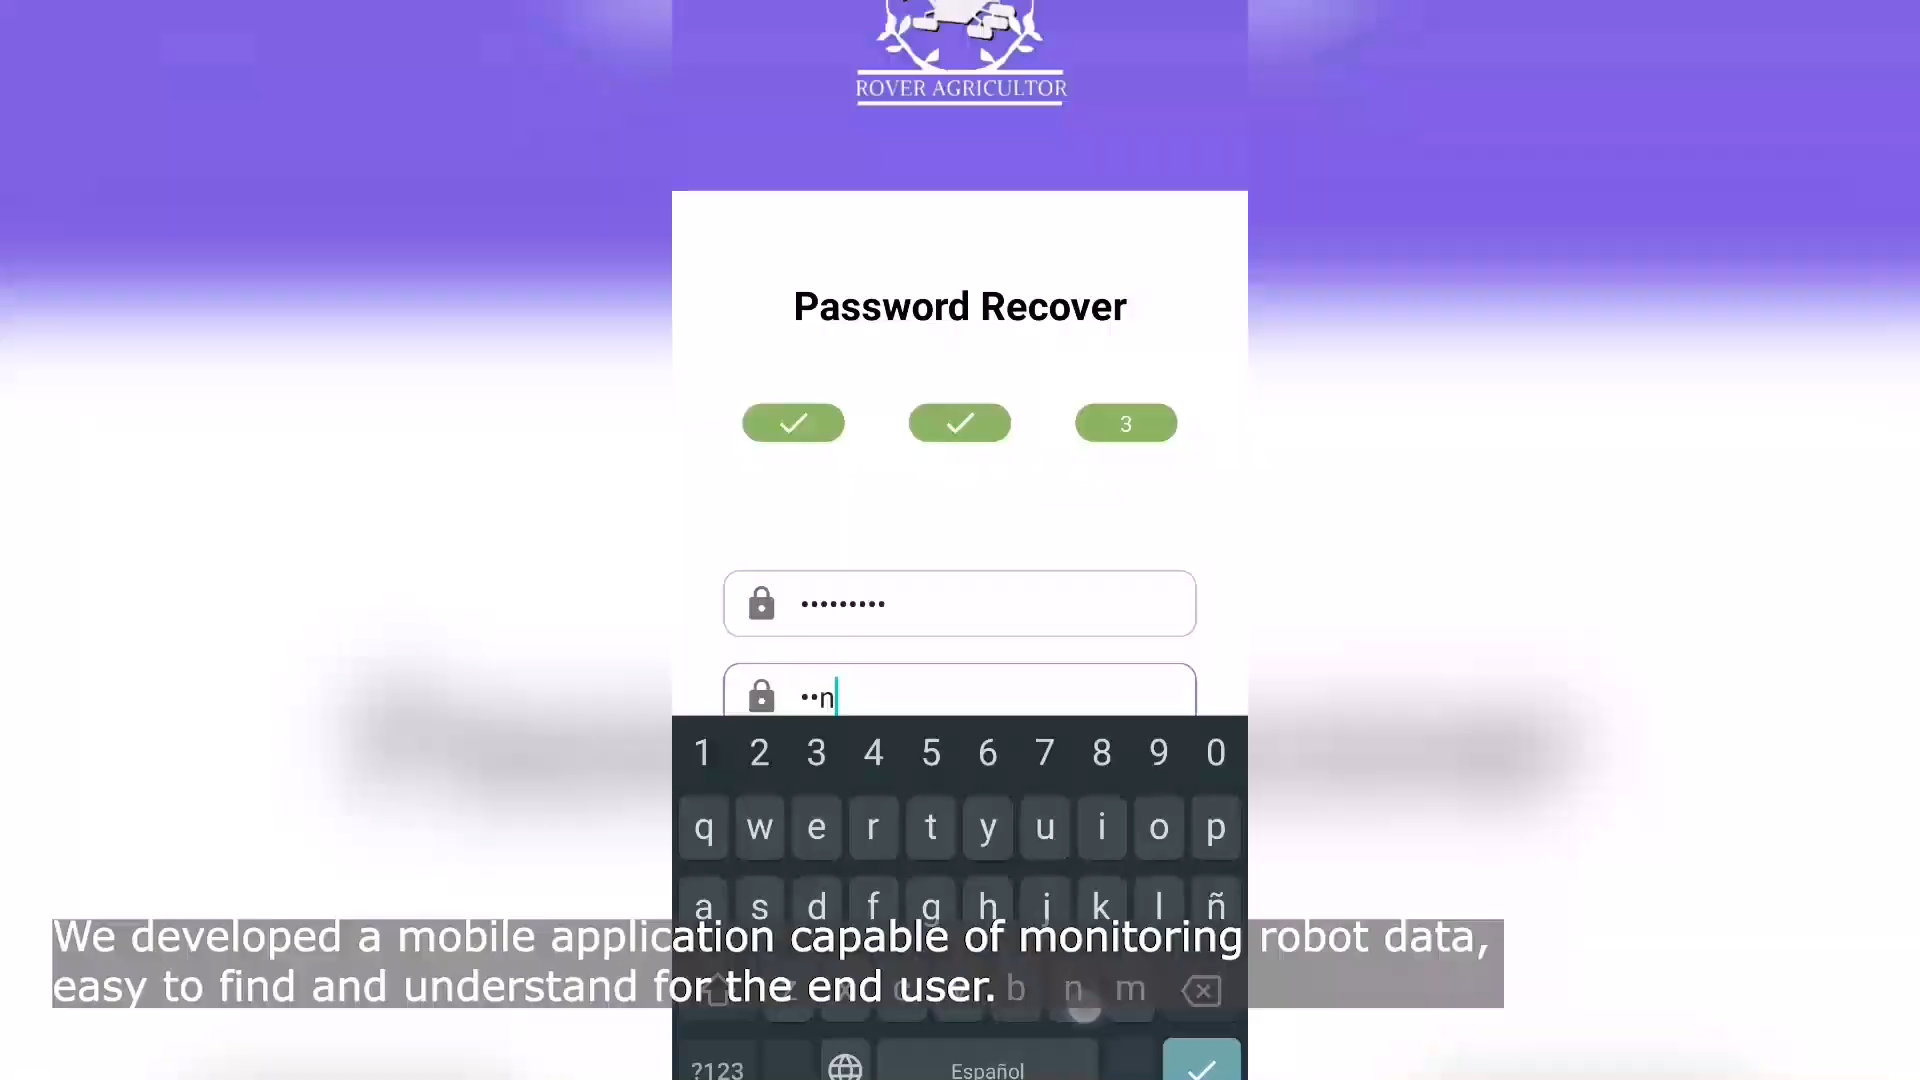 ROVER AGRICULTOR
Password Recover
3
•••••••••
••n
1 2 3 4 5 6 7 8 9 0
q w e r t y u i o p
a s d f g h j k l ñ
We developed a mobile application capable of monitoring robot data,
easy to find and understand for the end user.
z x c v b n m
?123 Español